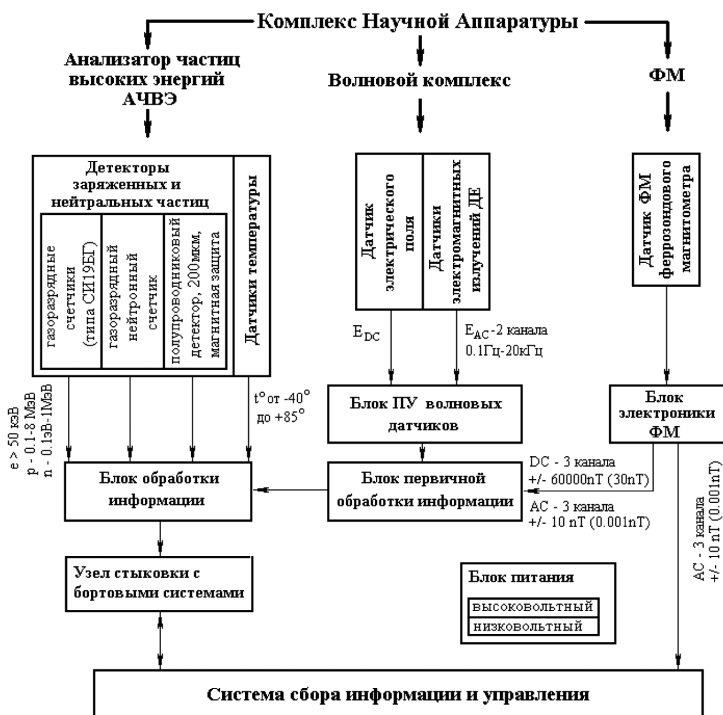 Комплекс Научной Аппаратуры
Анализатор частиц
высоких энергий
АЧВЭ
Волновой комплекс
ФМ
Детекторы
заряженных и
нейтральных частиц
газоразрядные
счетчики
(типа СИ19БГ)
газоразрядный
нейтронный
счетчик
полупроводниковый
детектор, 200мкм,
магнитная защита
Датчики температуры
Датчик
электрического
поля
Датчики
электромагнитных
излучений ДЕ
Датчик ФМ
феррозондового
магнитометра
E DC
E AC -2 канала
0.1Гц-20кГц
e > 50 кэВ
p - 0.1-8 МэВ
n - 0.1эВ-1МэВ
t° от -40°
до +85°
Блок ПУ волновых
датчиков
Блок
электроники
ФМ
Блок обработки
информации
Блок первичной
обработки информации
DC - 3 канала
+/- 60000nT (30nT)
AC - 3 канала
+/- 10 nT (0.001nT)
AC - 3 канала
+/- 10 nT (0.001nT)
Узел стыковки с
бортовыми системами
Блок питания
высоковольтный
низковольтный
Система сбора информации и управления